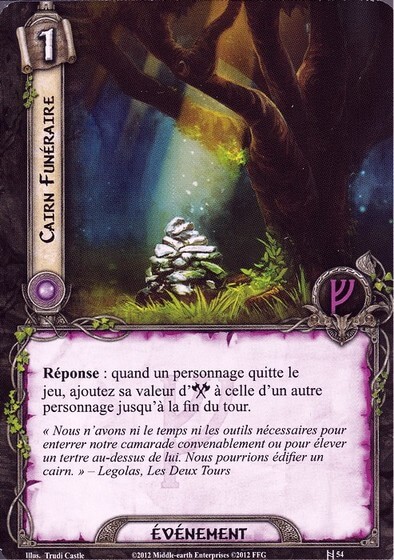 1
CAIRN FUNÉRAIRE
Réponse : quand un personnage quitte le
jeu, ajoutez sa valeur d' à celle d'un autre
personnage jusqu'à la fin du tour.
« Nous n'avons ni le temps ni les outils nécessaires pour
enterrer notre camarade convenablement ou pour élever
un tertre au-dessus de lui. Nous pourrions édifier un
cairn. » – Legolas, Les Deux Tours
ÉVÉNEMENT
Illus. Trudi Castle
©2012 Middle-earth Enterprises ©2012 FFG
54